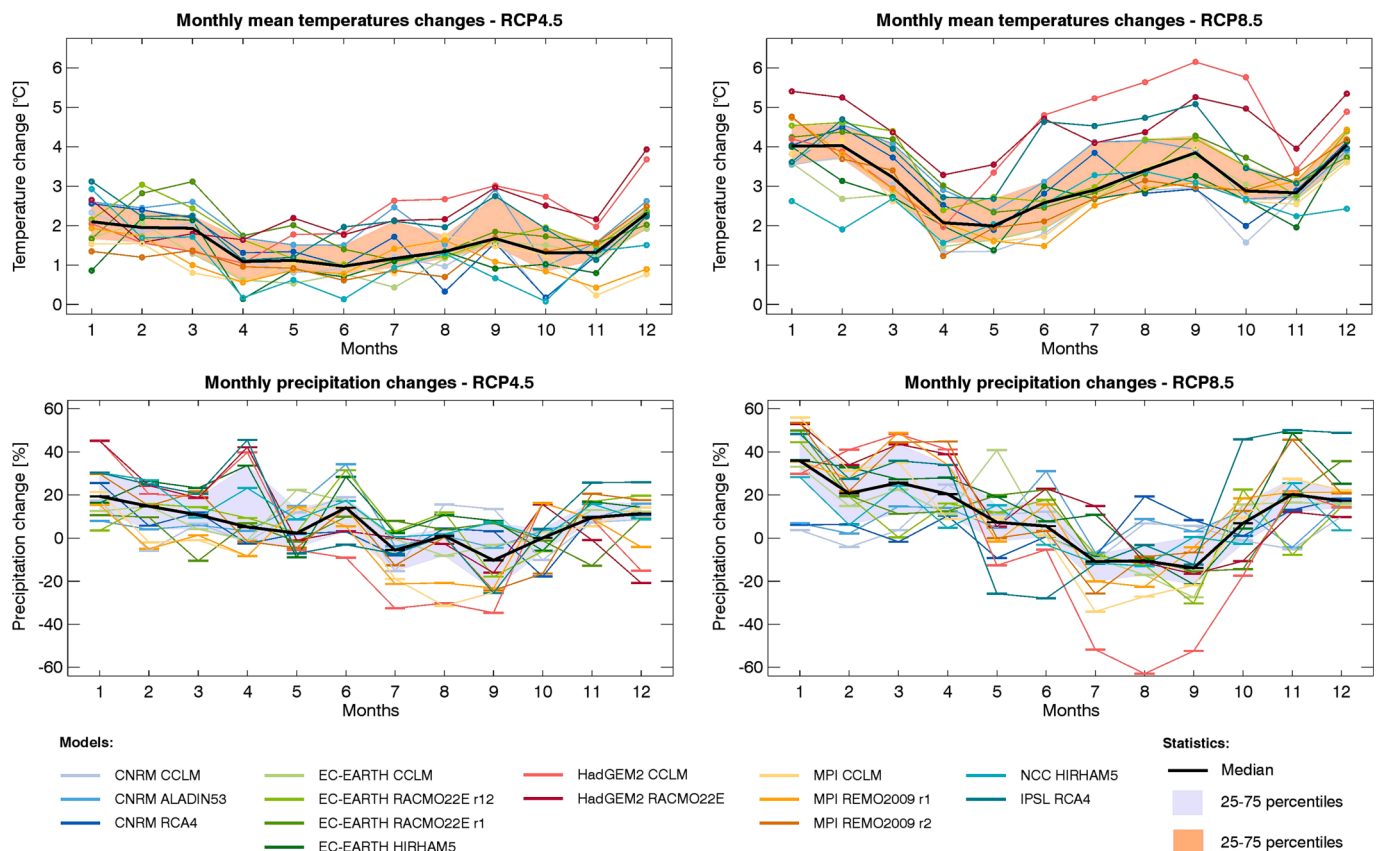 Monthly mean temperatures changes - RCP4.5
Temperature change [°C]
6
5
4
3
2
1
0
1 2 3 4 5 6 7 8 9 10 11 12
Months
Monthly mean temperatures changes - RCP8.5
Temperature change [°C]
6
5
4
3
2
1
0
1 2 3 4 5 6 7 8 9 10 11 12
Months
Monthly precipitation changes - RCP4.5
Precipitation change [%]
60
40
20
0
-20
-40
-60
1 2 3 4 5 6 7 8 9 10 11 12
Months
Monthly precipitation changes - RCP8.5
Precipitation change [%]
60
40
20
0
-20
-40
-60
1 2 3 4 5 6 7 8 9 10 11 12
Months
Models:
CNRM CCLM
CNRM ALADIN53
CNRM RCA4
EC-EARTH CCLM
EC-EARTH RACMO22E r12
EC-EARTH RACMO22E r1
EC-EARTH HIRHAM5
HadGEM2 CCLM
HadGEM2 RACMO22E
MPI CCLM
MPI REMO2009 r1
MPI REMO2009 r2
NCC HIRHAM5
IPSL RCA4
Statistics:
Median
25-75 percentiles
25-75 percentiles